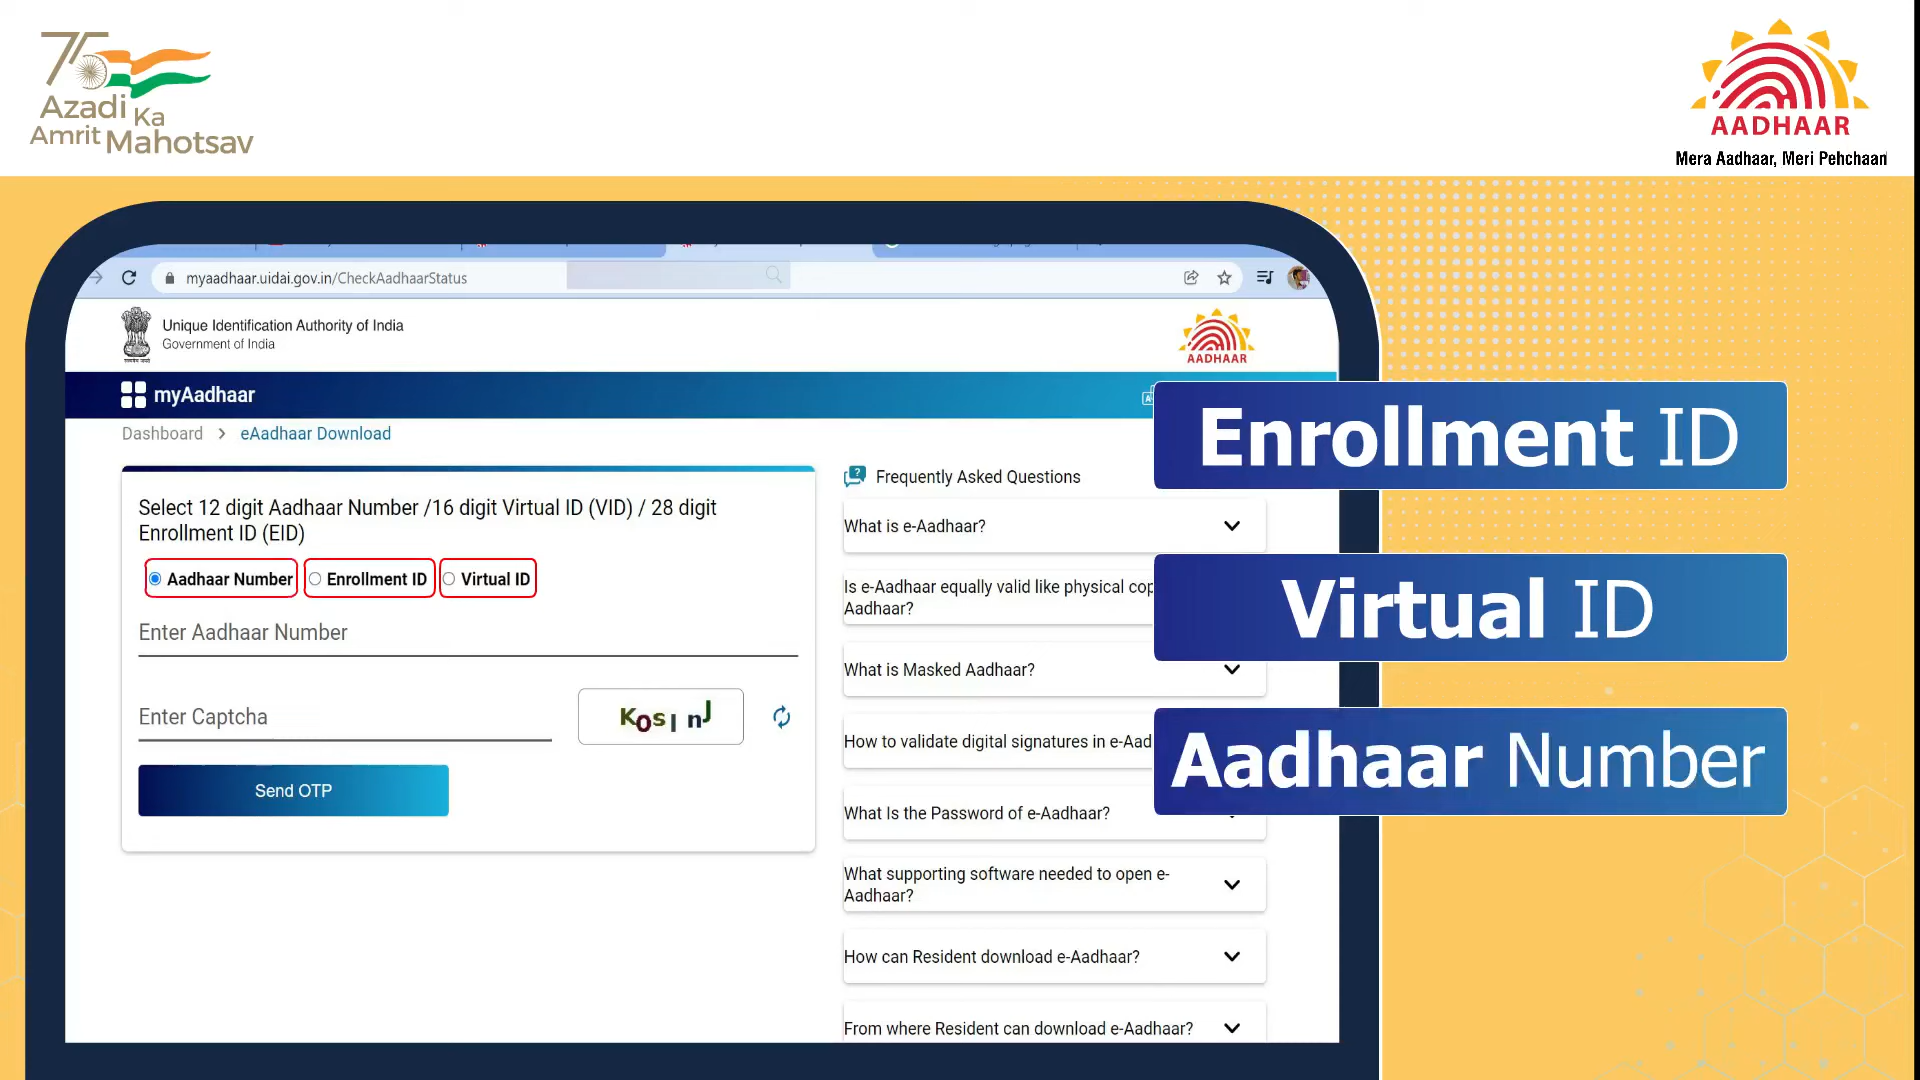 75
Azadi Ka
Amrit Mahotsav
AADHAAR
Mera Aadhaar, Meri Pehchaan
myaadhaar.uidai.gov.in/CheckAadhaarStatus
Unique Identification Authority of India
Government of India
AADHAAR
myAadhaar
Dashboard > eAadhaar Download
Select 12 digit Aadhaar Number /16 digit Virtual ID (VID) / 28 digit
Enrollment ID (EID)
Aadhaar Number Enrollment ID Virtual ID
Enter Aadhaar Number
Enter Captcha
Send OTP
Frequently Asked Questions
What is e-Aadhaar?
Is e-Aadhaar equally valid like physical cop
Aadhaar?
What is Masked Aadhaar?
How to validate digital signatures in e-Aad
What Is the Password of e-Aadhaar?
What supporting software needed to open e-
Aadhaar?
How can Resident download e-Aadhaar?
From where Resident can download e-Aadhaar?
Enrollment ID
Virtual ID
Aadhaar Number